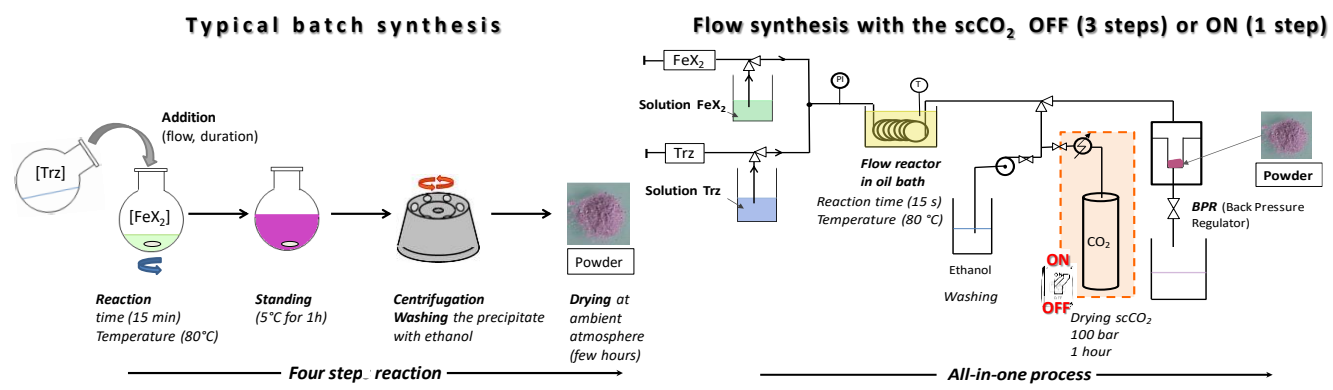 Typical batch synthesis
Addition
(flow, duration)
[Trz]
[FeX2]
Powder
Reaction
time (15 min)
Temperature (80°C)
Standing
(5°C for 1h)
Centrifugation
Washing the precipitate
with ethanol
Drying at
ambient
atmosphere
(few hours)
Four step reaction
Flow synthesis with the scCO2 OFF (3 steps) or ON (1 step)
FeX2
Solution FeX2
Trz
Solution Trz
PI
T
Flow reactor
in oil bath
Reaction time (15 s)
Temperature (80 °C)
Ethanol
Washing
CO2
ON
OFF
Drying scCO2
100 bar
1 hour
Powder
BPR (Back Pressure
Regulator)
All-in-one process